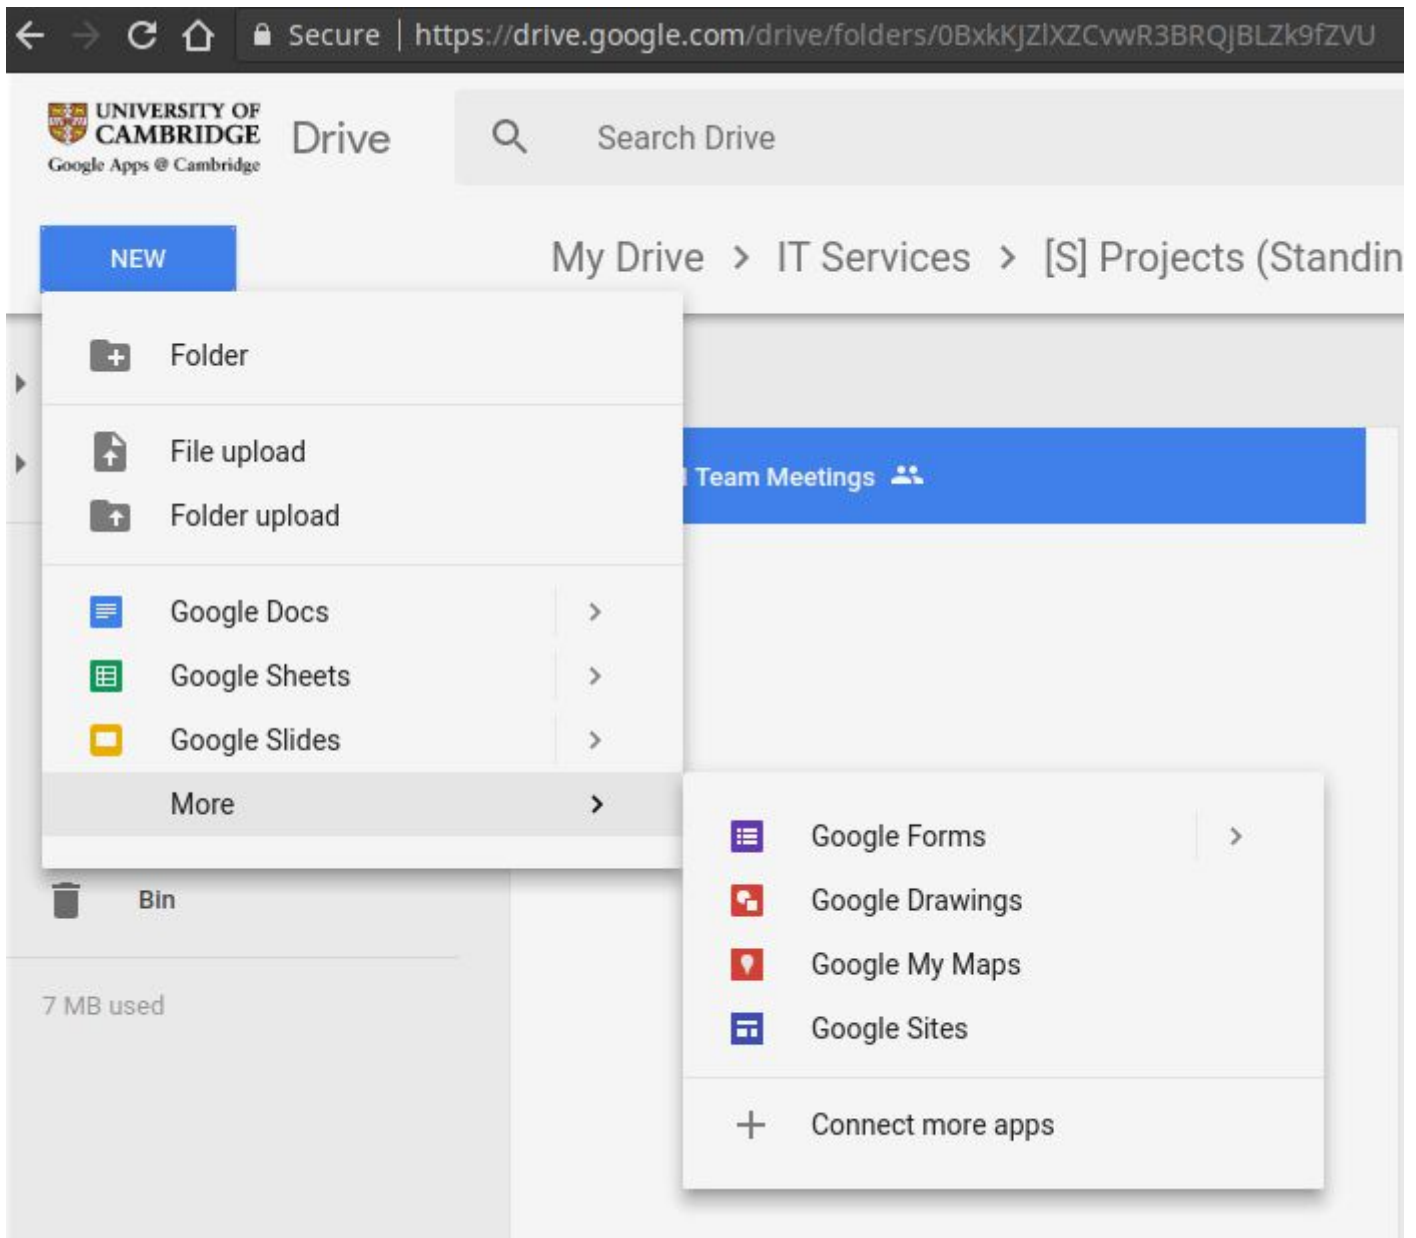 Secure | https://drive.google.com/drive/folders/0BxkKJZlXZCvwR3BRQjBLZk9fZVU
UNIVERSITY OF
CAMBRIDGE
Google Apps @ Cambridge
Drive
Search Drive
NEW
My Drive > IT Services > [S] Projects (Standin
Folder
File upload
Team Meetings
Folder upload
Google Docs
Google Sheets
Google Slides
More
Google Forms
Google Drawings
Bin
Google My Maps
7 MB used
Google Sites
Connect more apps